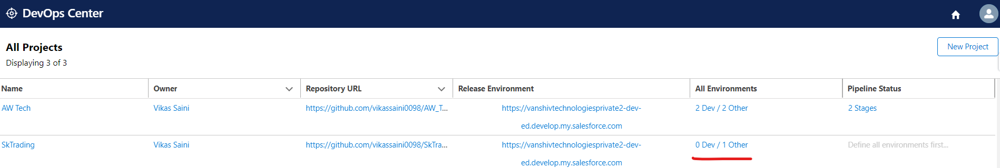 DevOps Center
All Projects
New Project
Displaying 3 of 3
Name Owner Repository URL Release Environment All Environments Pipeline Status
AW Tech Vikas Saini https://github.com/vikassaini0098/AW_T... https://vanshivtechnologiesprivate2-dev- 2 Dev / 2 Other 2 Stages
ed.develop.my.salesforce.com
SkTrading Vikas Saini https://github.com/vikassaini0098/SkTra... https://vanshivtechnologiesprivate2-dev- 0 Dev / 1 Other Define all environments first...
ed.develop.my.salesforce.com